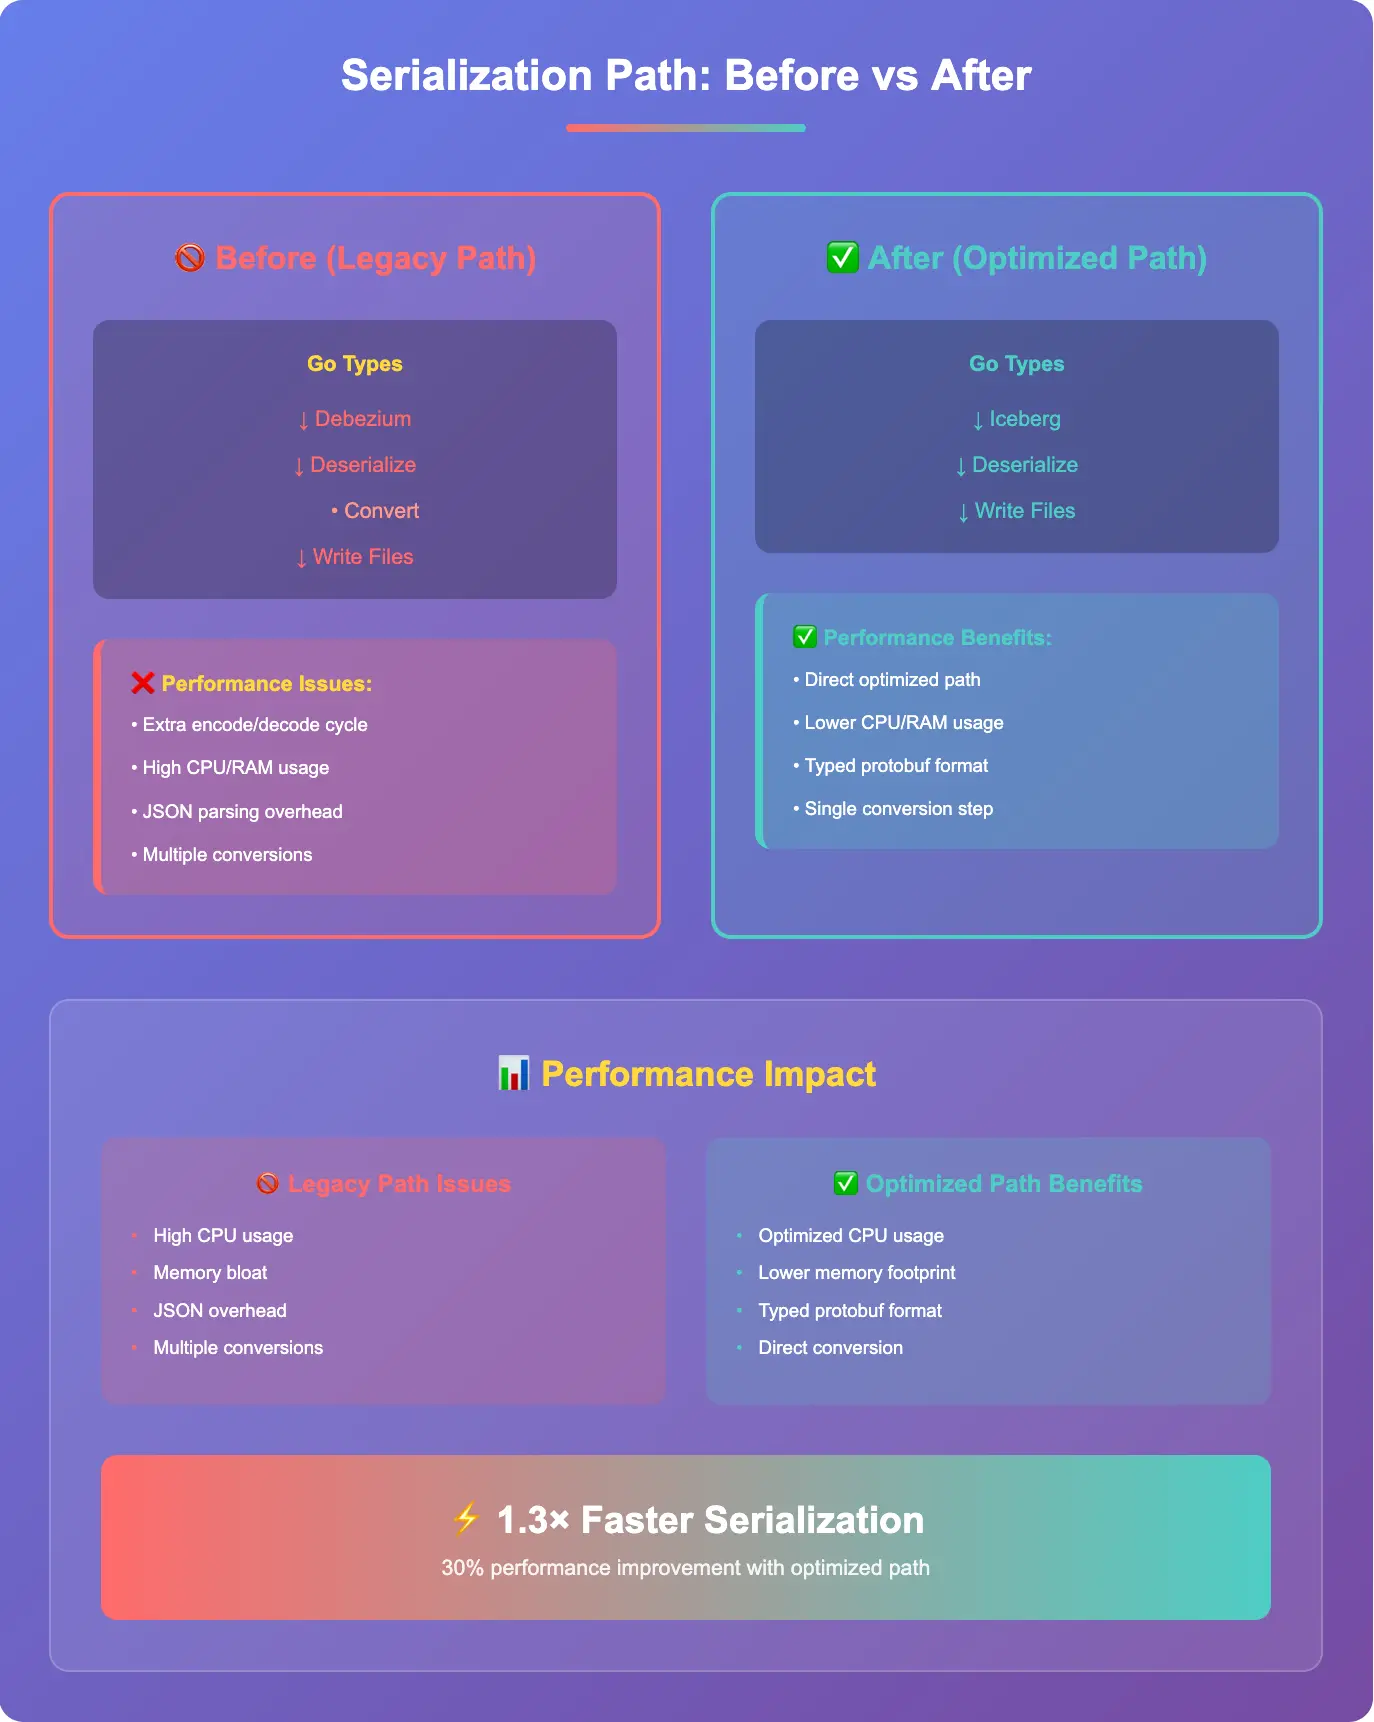 Serialization Path: Before vs After
🚫 Before (Legacy Path)
Go Types
↓ Debezium
↓ Deserialize
• Convert
↓ Write Files
❌ Performance Issues:
• Extra encode/decode cycle
• High CPU/RAM usage
• JSON parsing overhead
• Multiple conversions
✅ After (Optimized Path)
Go Types
↓ Iceberg
↓ Deserialize
↓ Write Files
✅ Performance Benefits:
• Direct optimized path
• Lower CPU/RAM usage
• Typed protobuf format
• Single conversion step
📊 Performance Impact
🚫 Legacy Path Issues
• High CPU usage
• Memory bloat
• JSON overhead
• Multiple conversions
✅ Optimized Path Benefits
• Optimized CPU usage
• Lower memory footprint
• Typed protobuf format
• Direct conversion
⚡ 1.3× Faster Serialization
30% performance improvement with optimized path